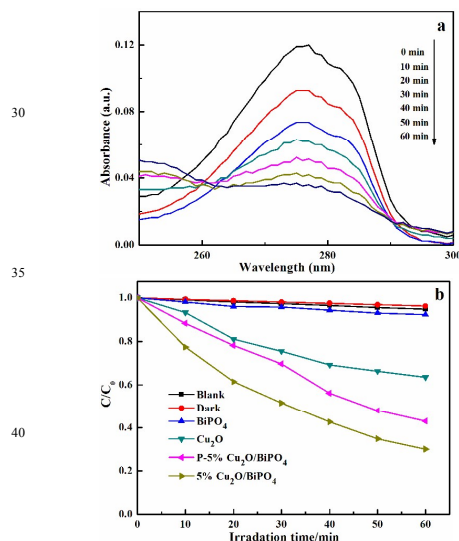 30
35
40
a
0.12
0.08
0.04
0.00
Absorbance (a.u.)
0 min
10 min
20 min
30 min
40 min
50 min
60 min
260
270
280
290
300
Wavelength (nm)
b
1.0
0.8
0.6
0.4
0.2
0.0
C/C₀
Blank
Dark
BiPO₄
Cu₂O
P-5% Cu₂O/BiPO₄
5% Cu₂O/BiPO₄
0
10
20
30
40
50
60
Irradation time/min